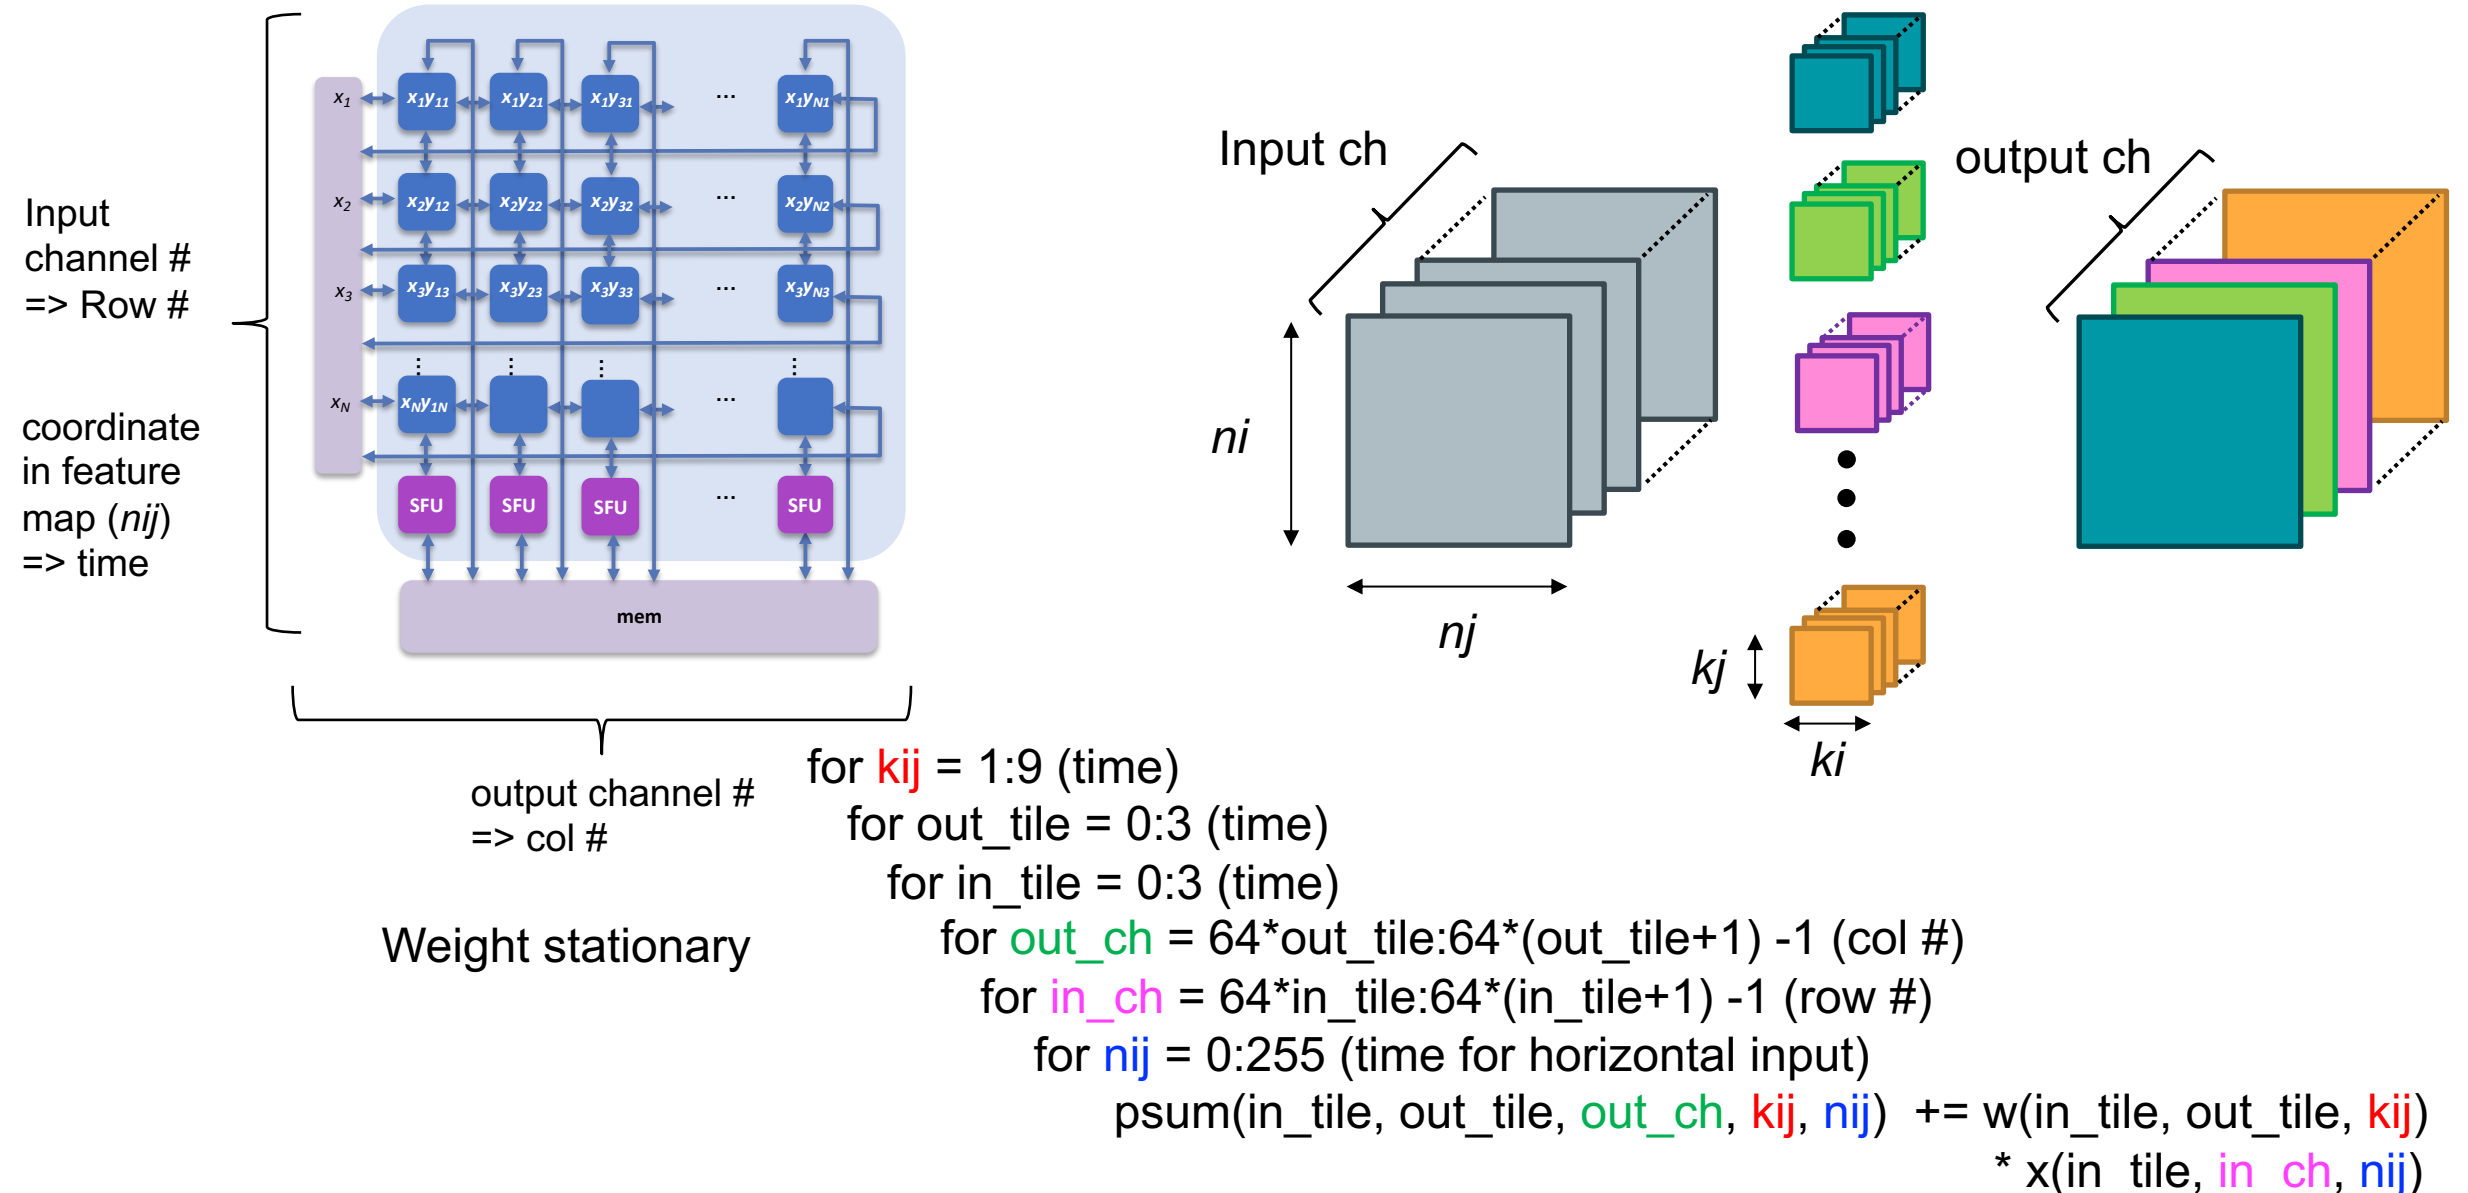 Input
channel #
=> Row #
coordinate
in feature
map (nij)
=> time
x1 x1y11 x1y21 x1y31 ... x1yN1
x2 x2y12 x2y22 x2y32 ... x2yN2
x3 x3y13 x3y23 x3y33 ... x3yN3
xN xNy1N ...
SFU SFU SFU ... SFU
mem
output channel #
=> col #
Input ch
output ch
ni
nj
kj
ki
Weight stationary
for kij = 1:9 (time)
for out_tile = 0:3 (time)
for in_tile = 0:3 (time)
for out_ch = 64*out_tile:64*(out_tile+1) -1 (col #)
for in_ch = 64*in_tile:64*(in_tile+1) -1 (row #)
for nij = 0:255 (time for horizontal input)
psum(in_tile, out_tile, out_ch, kij, nij) += w(in_tile, out_tile, kij)
* x(in_tile, in_ch, nij)